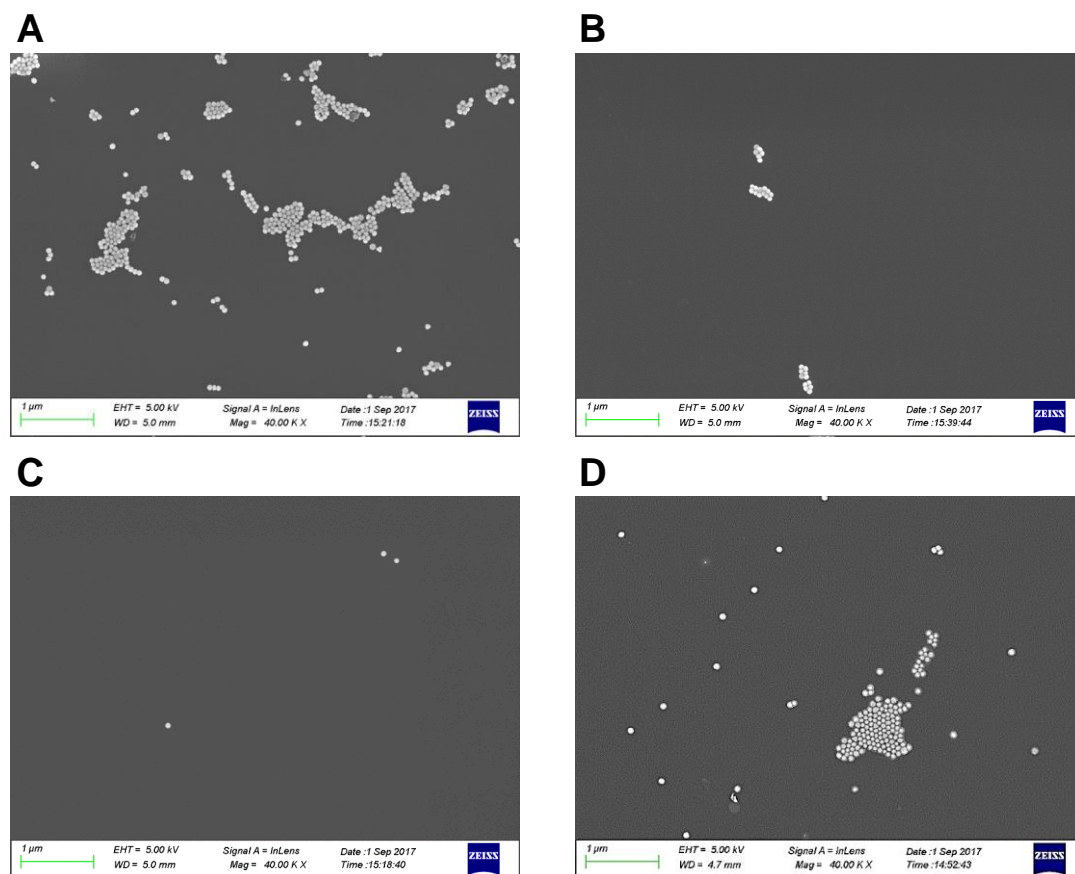 A
B
1 µm
EHT = 5.00 kV Signal A = InLens Date :1 Sep 2017
WD = 5.0 mm Mag = 40.00 K X Time :15:21:18
ZEISS
1 µm
EHT = 5.00 kV Signal A = InLens Date :1 Sep 2017
WD = 5.0 mm Mag = 40.00 K X Time :15:39:44
ZEISS
C
D
1 µm
EHT = 5.00 kV Signal A = InLens Date :1 Sep 2017
WD = 5.0 mm Mag = 40.00 K X Time :15:18:40
ZEISS
1 µm
EHT = 5.00 kV Signal A = InLens Date :1 Sep 2017
WD = 4.7 mm Mag = 40.00 K X Time :14:52:43
ZEISS